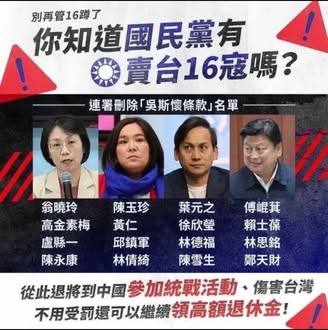 別再管16蹲了
你知道國民黨有
賣台16寇嗎？
連署刪除「吳斯懷條款」名單
翁曉玲 陳玉珍 葉元之 傅崐萁
高金素梅 黃仁 徐欣瑩 賴士葆
盧縣一 邱鎮軍 林德福 林思銘
陳永康 林倩綺 陳雪生 鄭天財
從此退將到中國參加統戰活動、傷害台灣
不用受罰還可以繼續領高額退休金！